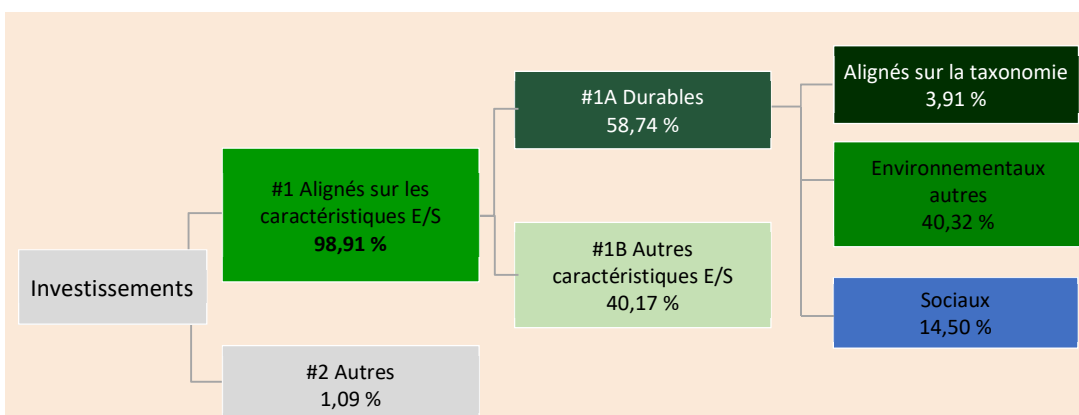 Investissements
#1 Alignés sur les
caractéristiques E/S
98,91 %
#2 Autres
1,09 %
#1A Durables
58,74 %
#1B Autres
caractéristiques E/S
40,17 %
Alignés sur la taxonomie
3,91 %
Environnementaux
autres
40,32 %
Sociaux
14,50 %